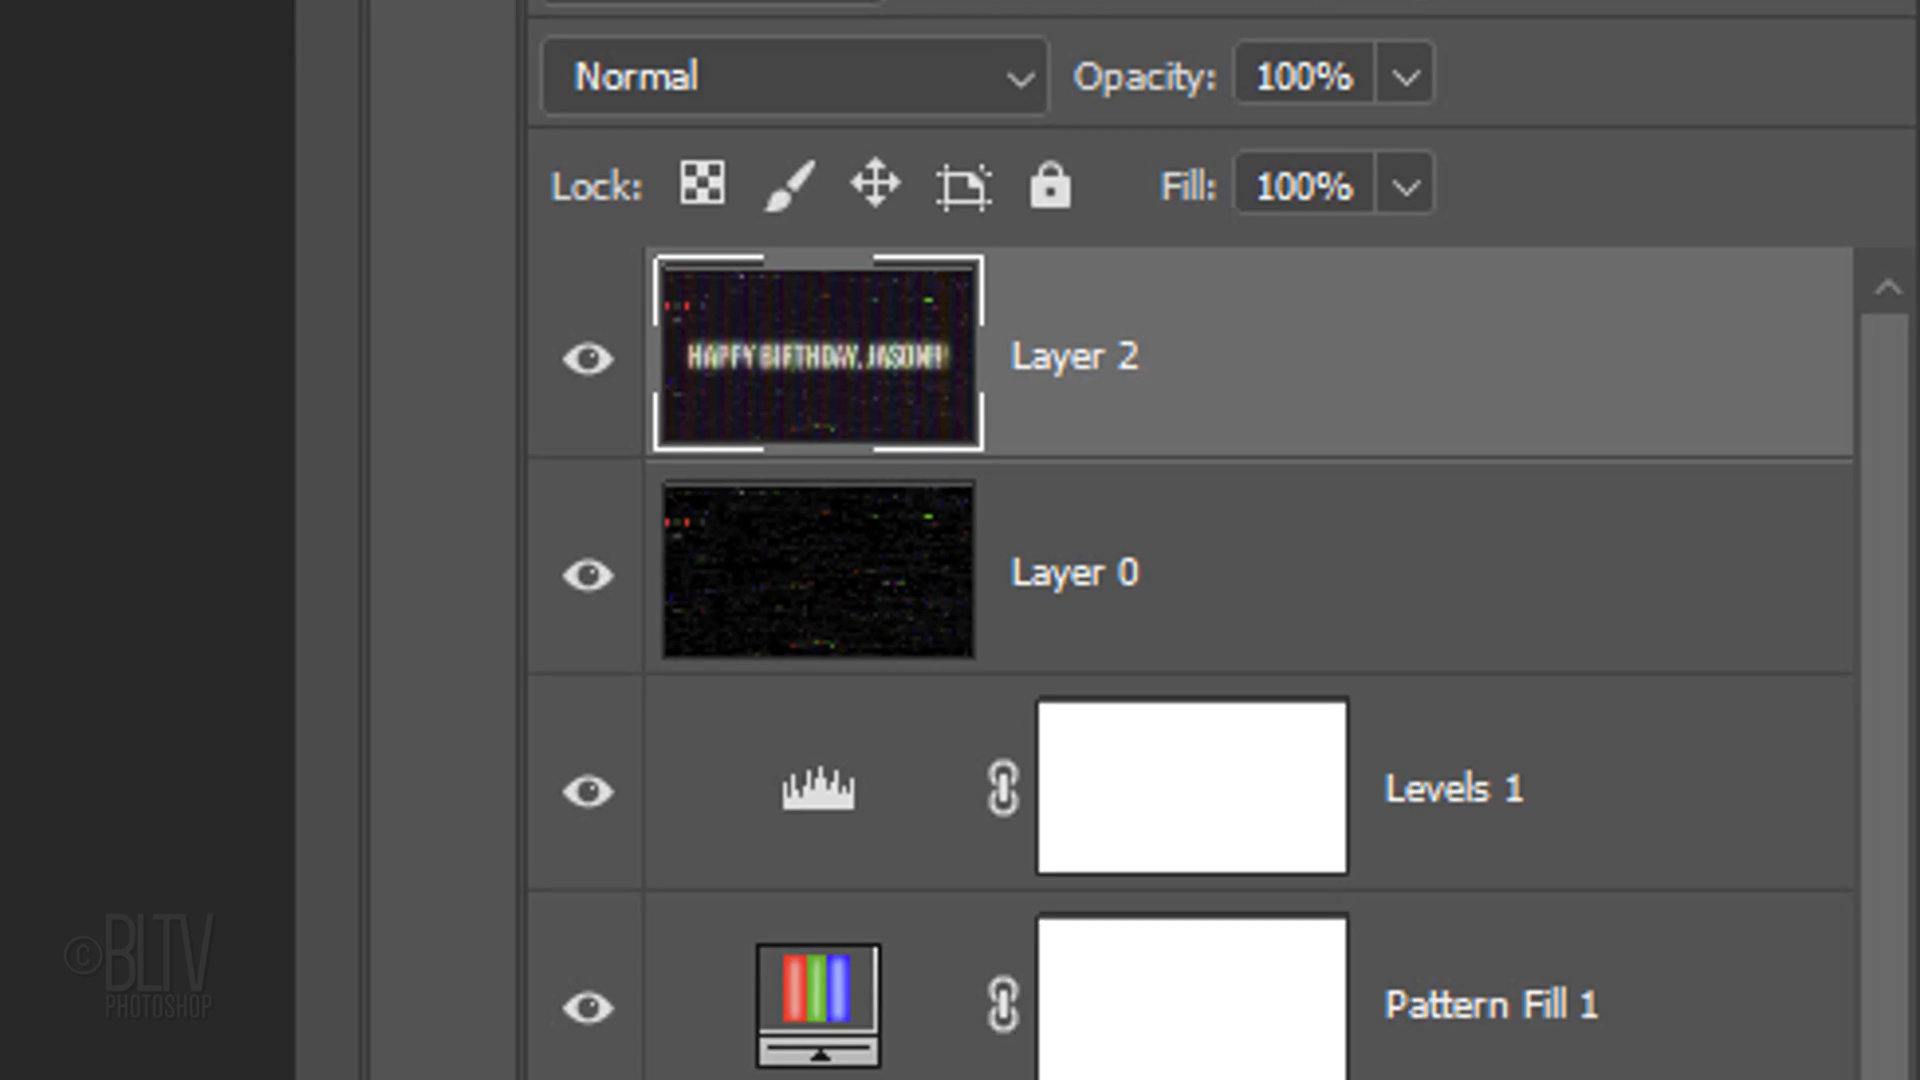 Normal
Opacity: 100%
Lock:
Fill: 100%
HAPPY BIRTHDAY, JASON!!!
Layer 2
Layer 0
Levels 1
Pattern Fill 1
©BLTV
PHOTOSHOP